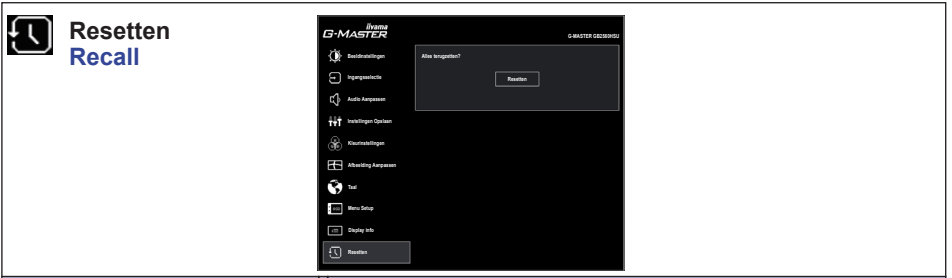 Resetten
Recall
iiyama
G-MASTER
G-MASTER GB2560HSU
Beeldinstellingen
Alles terugzetten?
Resetten
Ingangsselectie
Audio Aanpassen
Instellingen Opslaan
Kleurinstellingen
Afbeelding Aanpassen
Taal
Menu Setup
Display info
Resetten